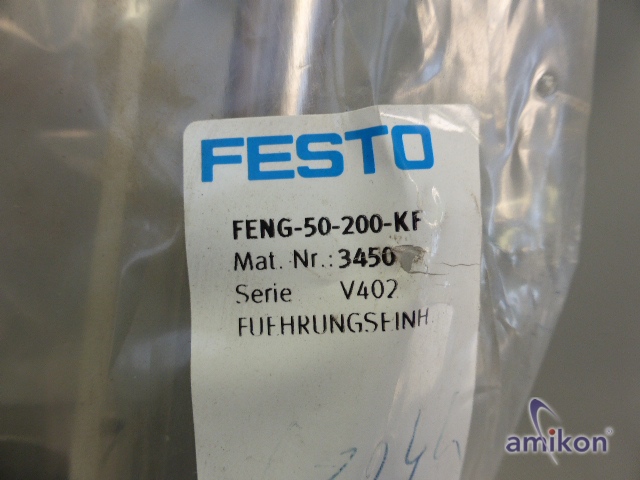 FESTO
FENG-50-200-KF
Mat. Nr.: 3450
Serie V402
FUEHRUNGSEINH
amikon